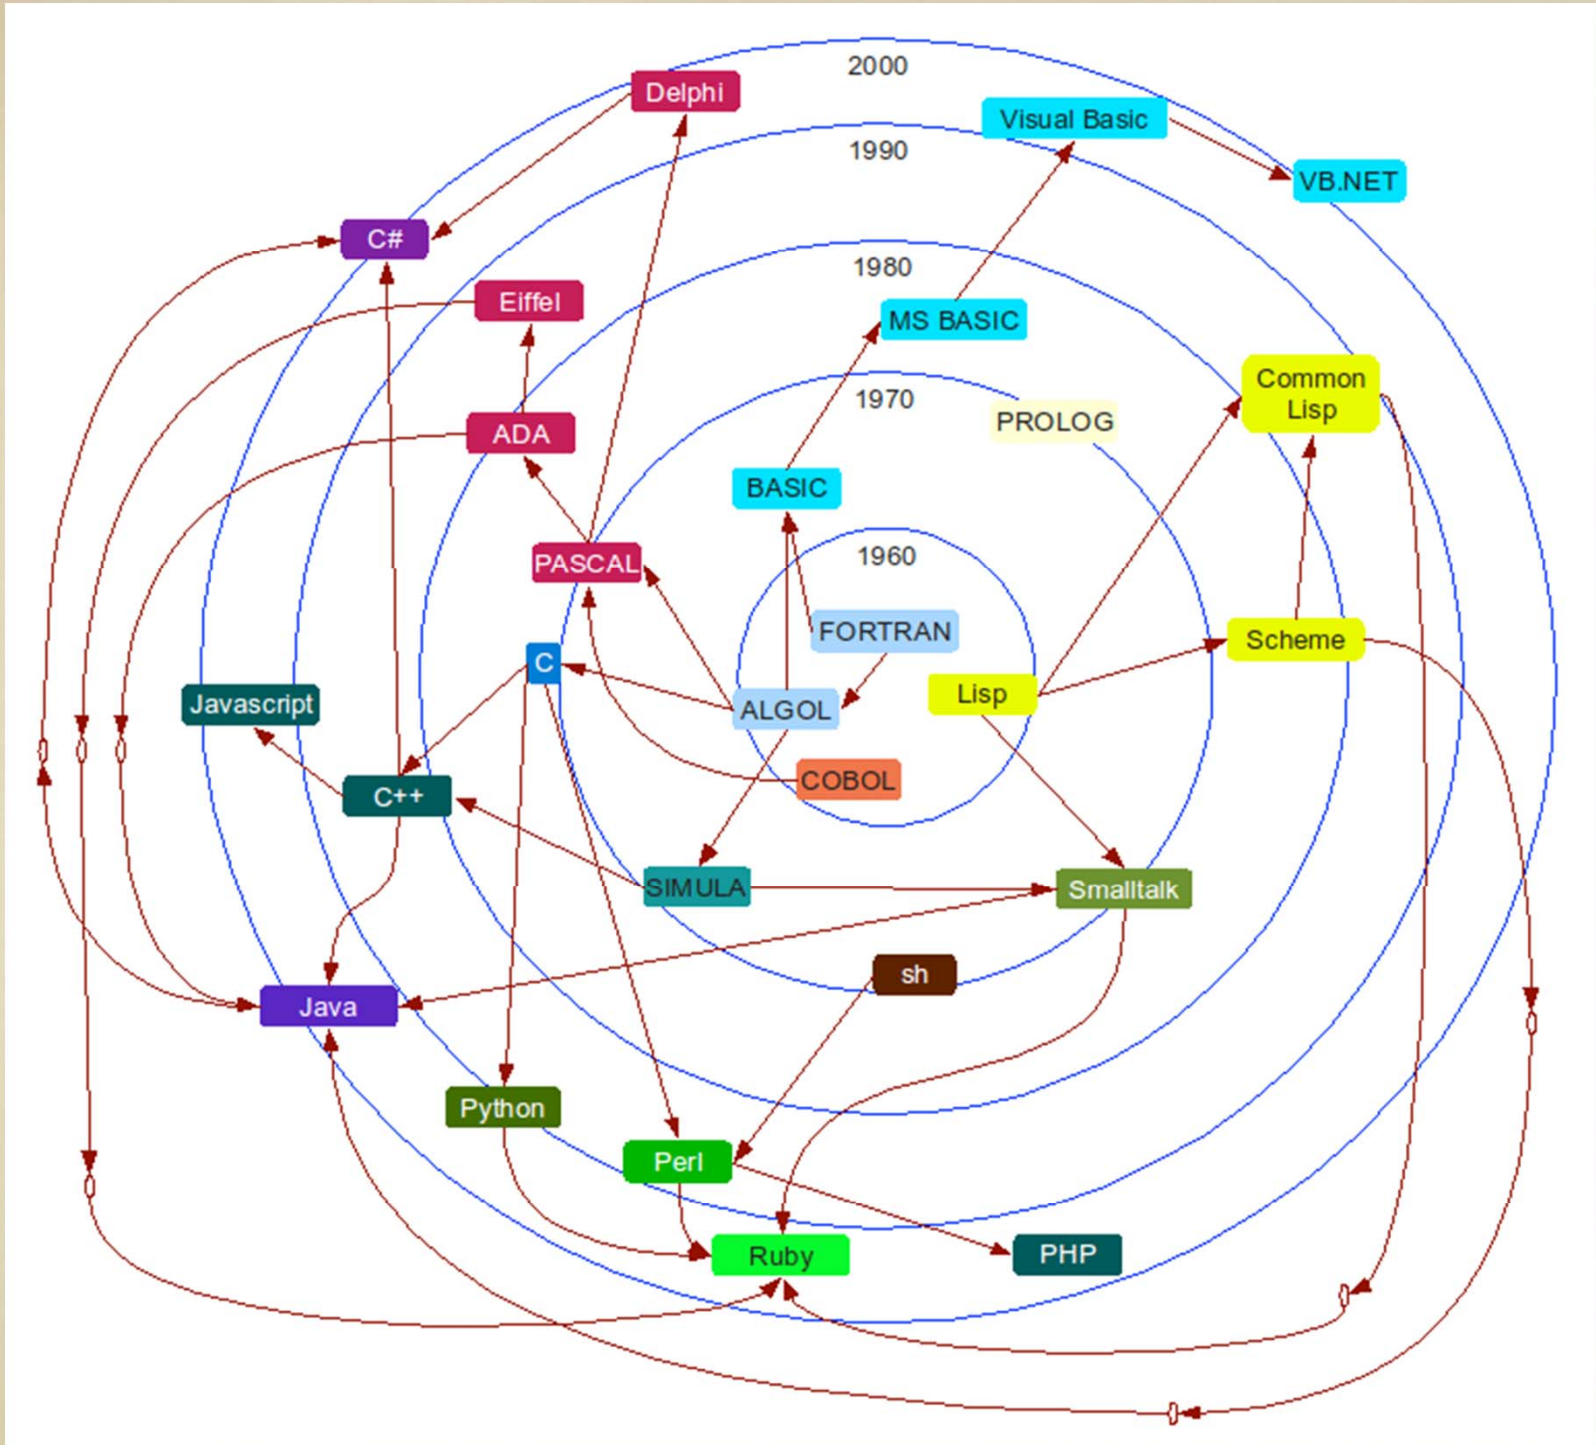 2000
Delphi
Visual Basic
1990
VB.NET
C#
1980
Eiffel
MS BASIC
Common
Lisp
1970
PROLOG
ADA
BASIC
1960
PASCAL
FORTRAN
Scheme
C
Lisp
Javascript
ALGOL
COBOL
C++
SIMULA
Smalltalk
sh
Java
Python
Perl
Ruby
PHP